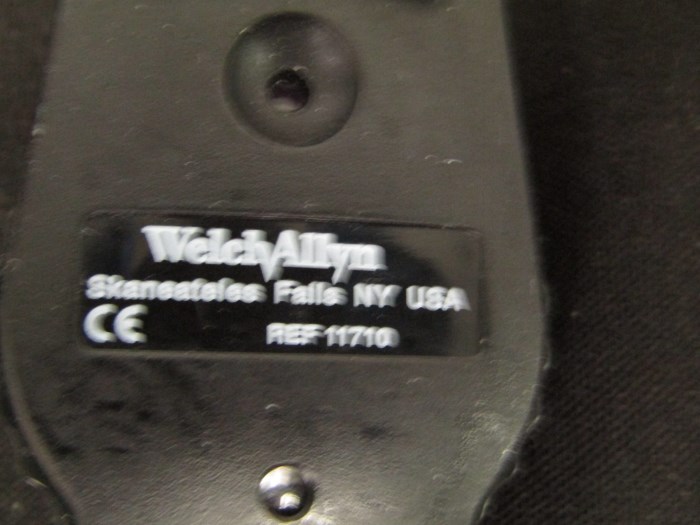 WelchAllyn
Skaneateles Falls NY USA
CE REF 11710